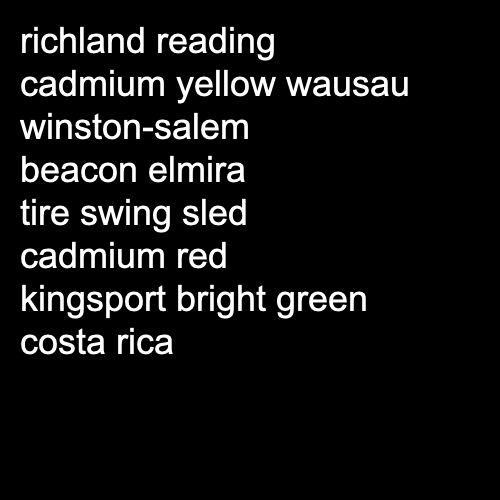 richland reading
cadmium yellow wausau
winston-salem
beacon elmira
tire swing sled
cadmium red
kingsport bright green
costa rica